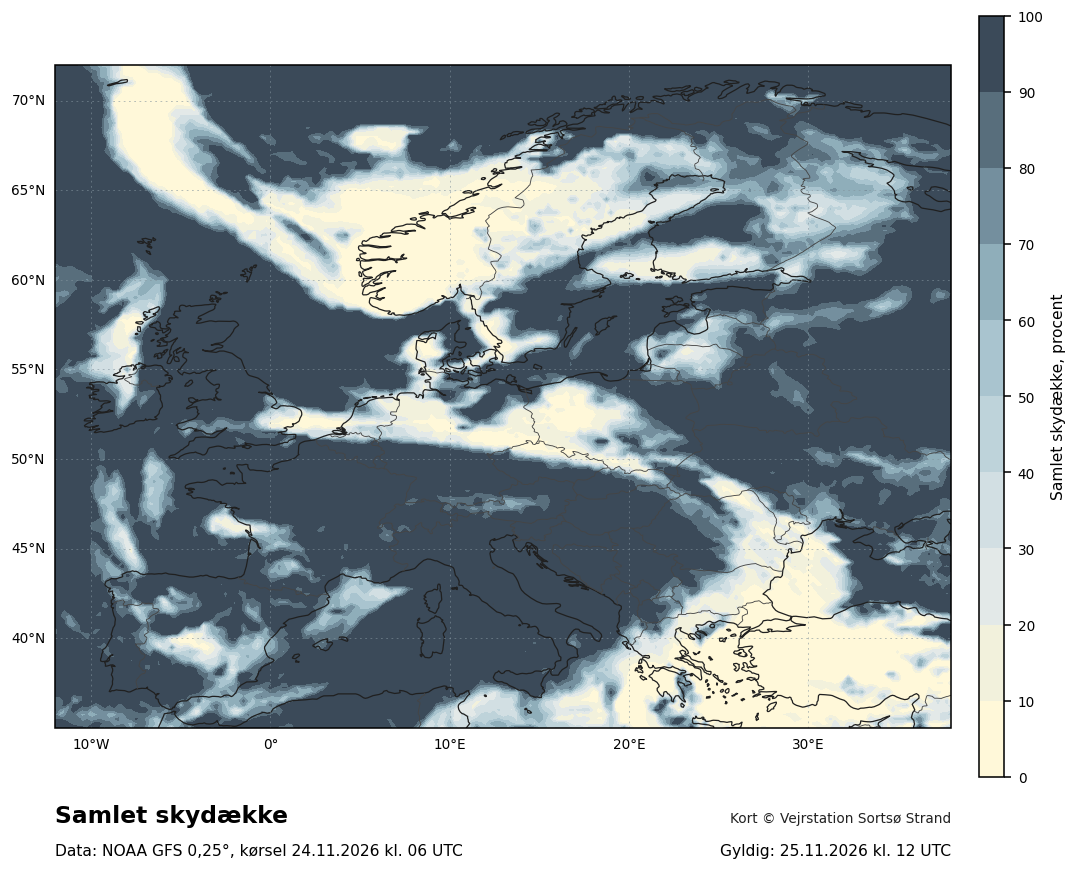 100
90
80
70
60
50
40
30
20
10
0
Samlet skydække, procent
70°N
65°N
60°N
55°N
50°N
45°N
40°N
10°W
0°
10°E
20°E
30°E
Samlet skydække
Kort © Vejrstation Sortsø Strand
Data: NOAA GFS 0,25°, kørsel 24.11.2026 kl. 06 UTC
Gyldig: 25.11.2026 kl. 12 UTC